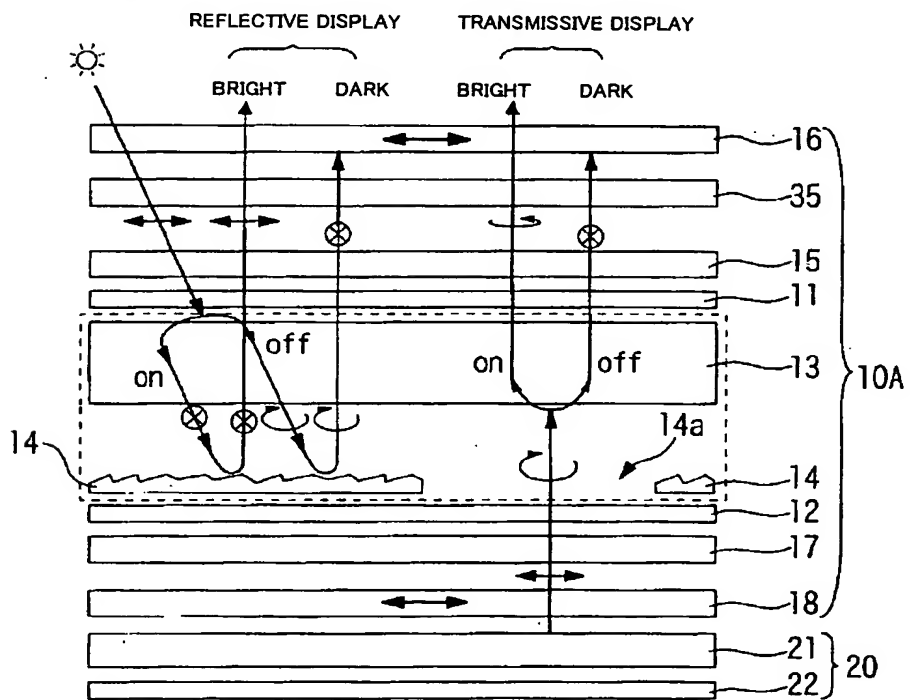 REFLECTIVE DISPLAY TRANSMISSIVE DISPLAY
BRIGHT DARK BRIGHT DARK
16
35
15
11
on off on off
13
10A
14 14a
14
12
17
18
21
20
22